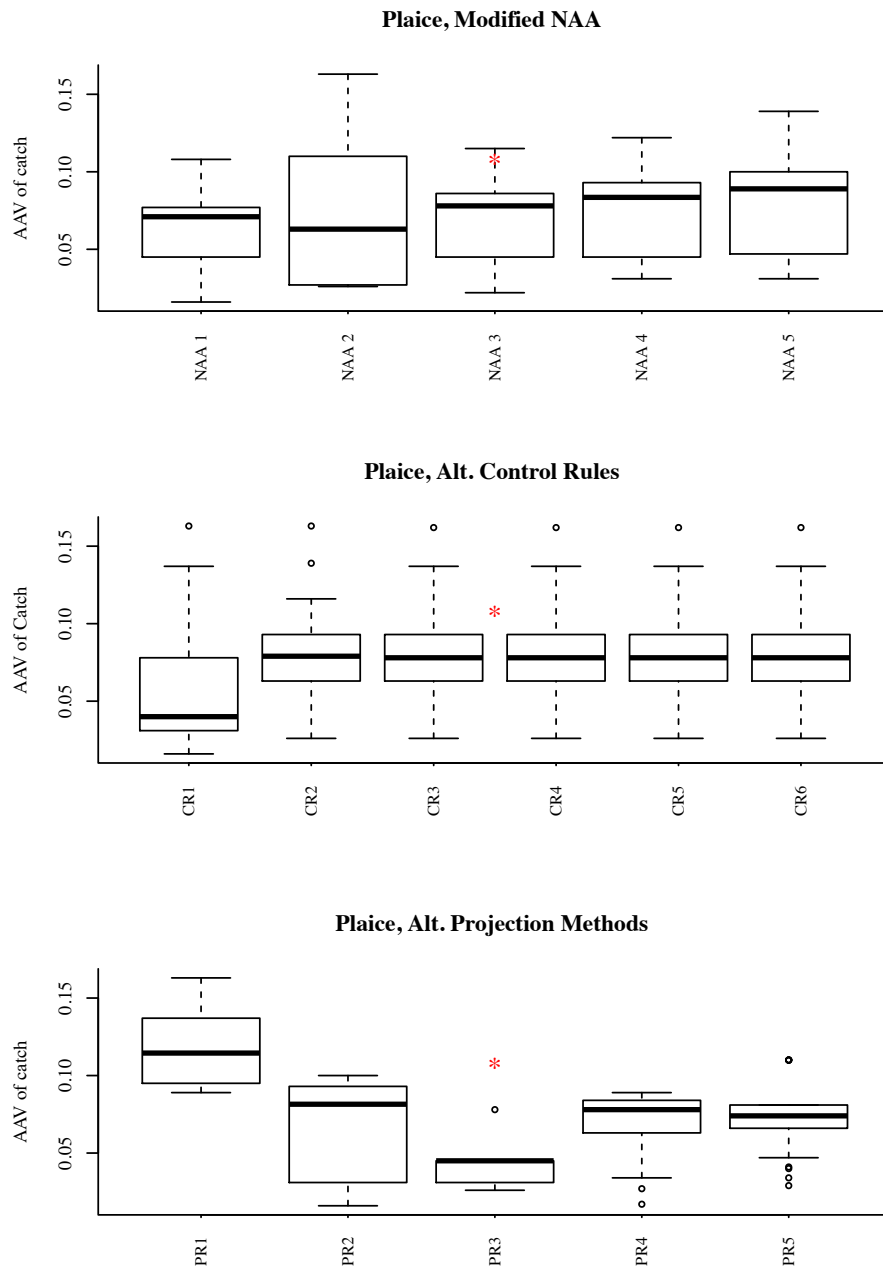 Plaice, Modified NAA
AAV of catch
0.15
0.10
0.05
*
NAA 1
NAA 2
NAA 3
NAA 4
NAA 5
Plaice, Alt. Control Rules
AAV of Catch
0.15
0.10
0.05
*
CR1
CR2
CR3
CR4
CR5
CR6
Plaice, Alt. Projection Methods
AAV of catch
0.15
0.10
0.05
*
PR1
PR2
PR3
PR4
PR5